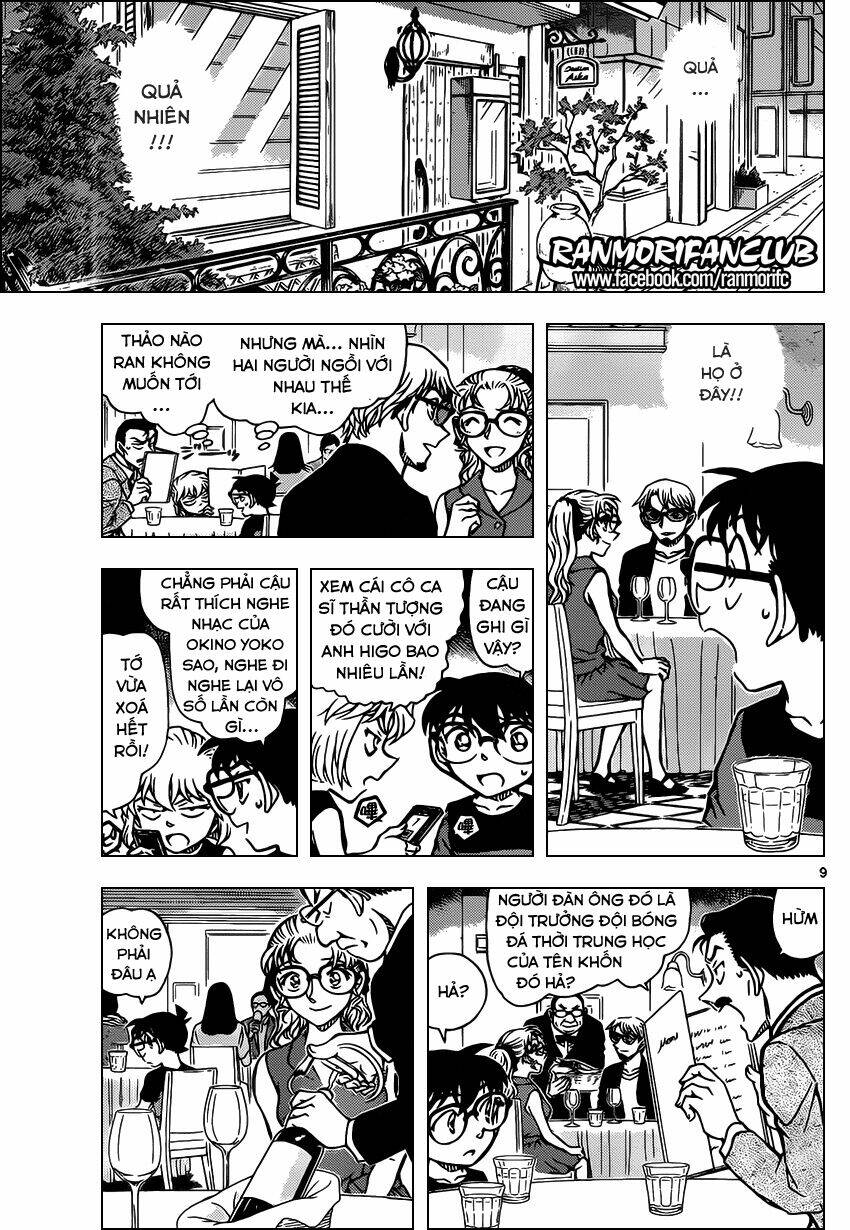 QUẢ
...
QUẢ
NHIÊN
!!!
RANMORIFANCLUB
www.facebook.com/ranmorifc
LÀ
HỌ Ở
ĐÂY!!
NHƯNG MÀ... NHÌN
HAI NGƯỜI NGỒI VỚI
NHAU THẾ
KIA...
THẢO NÀO
RAN KHÔNG
MUỐN TỚI
...
CẬU
ĐANG
GHI GÌ
VẬY?
XEM CÁI CÔ CA
SĨ THẦN TƯỢNG
ĐÓ CƯỜI VỚI
ANH HIGO BAO
NHIÊU LẦN!
嗶
嗶
CHẲNG PHẢI CẬU
RẤT THÍCH NGHE
NHẠC CỦA
OKINO YOKO
SAO, NGHE ĐI
NGHE LẠI VÔ
SỐ LẦN CÒN
GÌ...
TỚ
VỪA
XOÁ
HẾT
RỒI!
9
HỪM
NGƯỜI ĐÀN ÔNG ĐÓ LÀ
ĐỘI TRƯỞNG ĐỘI BÓNG
ĐÁ THỜI TRUNG HỌC
CỦA TÊN KHỐN
ĐÓ HẢ?
HẢ?
KHÔNG
PHẢI
ĐÂU Ạ